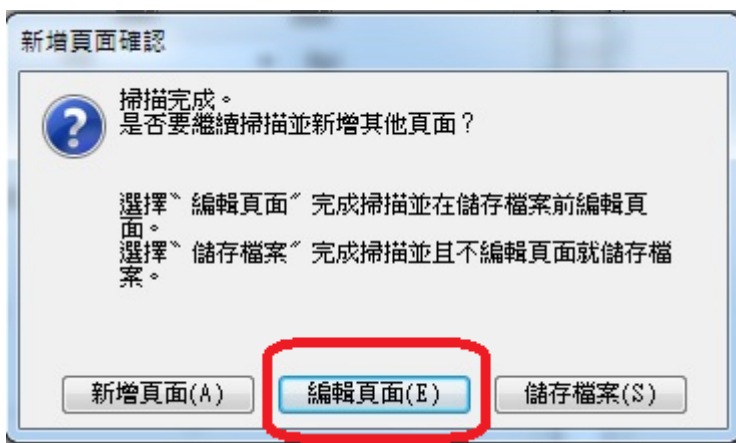 新增頁面確認
掃描完成。
是否要繼續掃描並新增其他頁面？
選擇〝 編輯頁面〞 完成掃描並在儲存檔案前編輯頁
面。
選擇〝 儲存檔案〞 完成掃描並且不編輯頁面就儲存檔
案。
新增頁面(A)
編輯頁面(E)
儲存檔案(S)